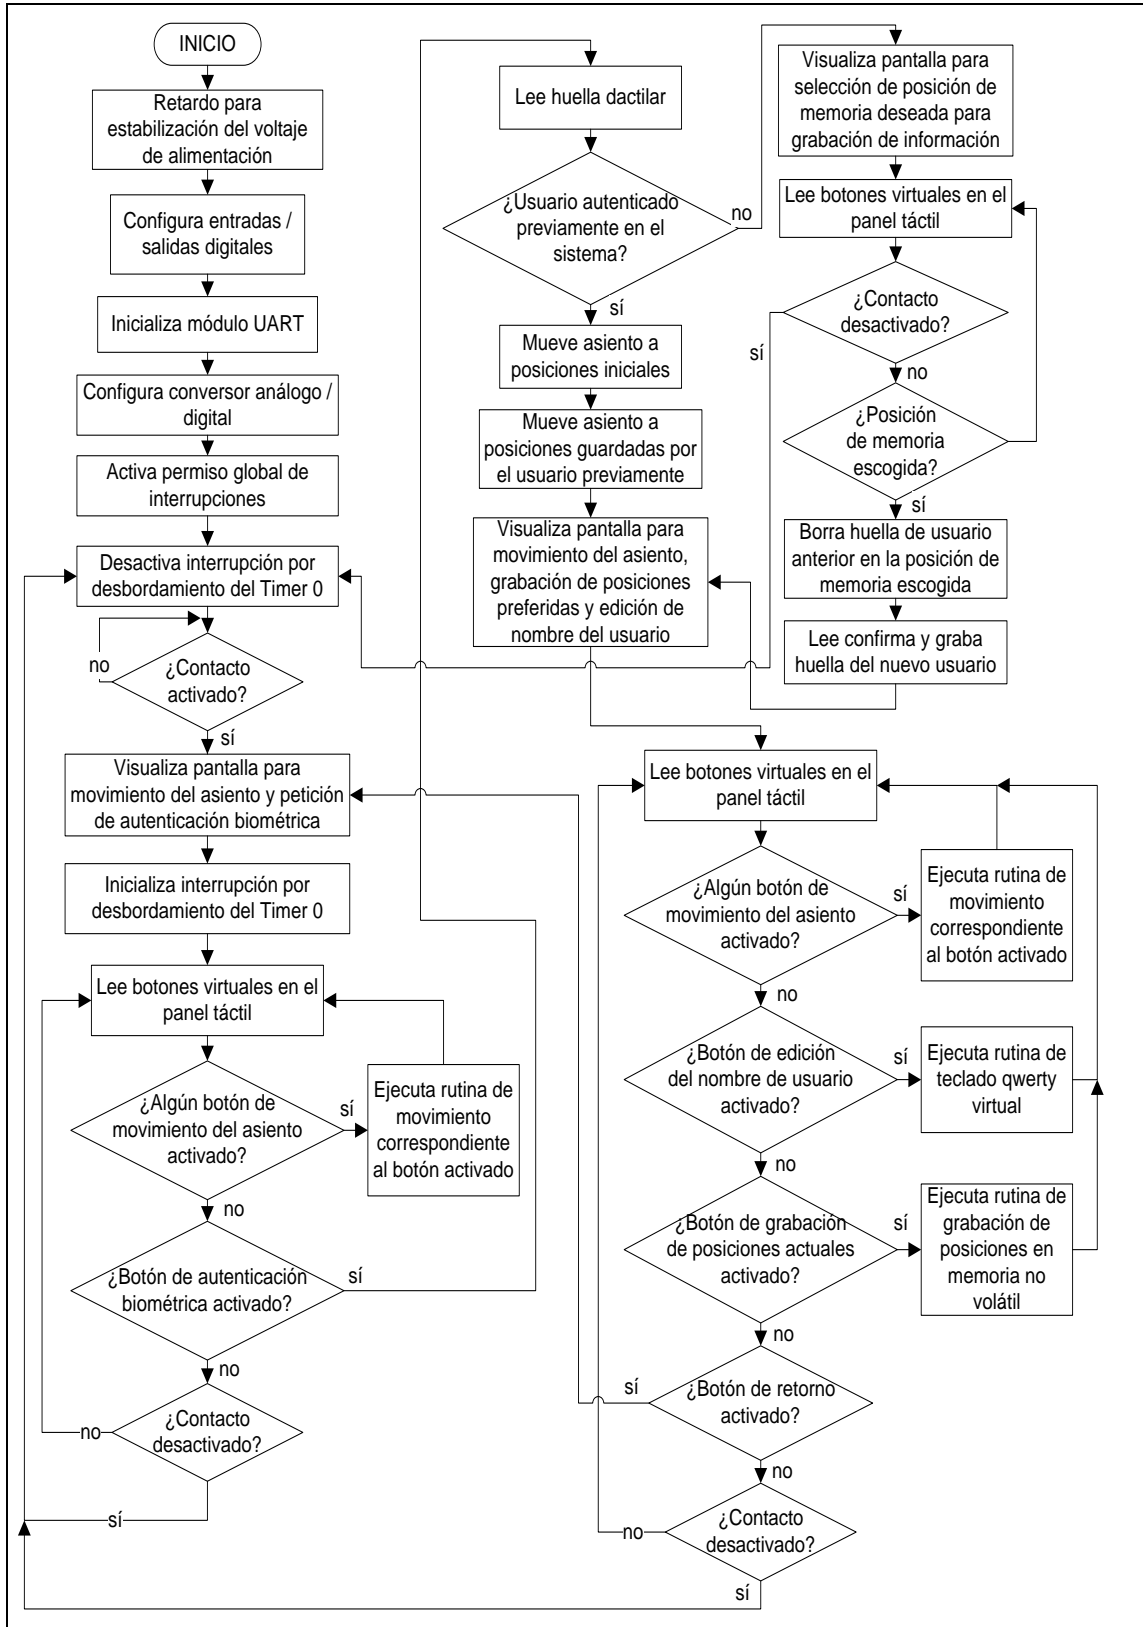 INICIO
Retardo para
estabilización del voltaje
de alimentación
Configura entradas /
salidas digitales
Inicializa módulo UART
Configura conversor análogo /
digital
Activa permiso global de
interrupciones
Desactiva interrupción por
desbordamiento del Timer 0
no
¿Contacto
activado?
sí
Visualiza pantalla para
movimiento del asiento y petición
de autenticación biométrica
Inicializa interrupción por
desbordamiento del Timer 0
Lee botones virtuales en el
panel táctil
¿Algún botón de
movimiento del asiento
activado?
sí
Ejecuta rutina de
movimiento
correspondiente
al botón activado
no
¿Botón de autenticación
biométrica activado?
sí
no
¿Contacto
desactivado?
no
sí
Lee huella dactilar
¿Usuario autenticado
previamente en el
sistema?
no
sí
Mueve asiento a
posiciones iniciales
Mueve asiento a
posiciones guardadas por
el usuario previamente
Visualiza pantalla para
movimiento del asiento,
grabación de posiciones
preferidas y edición de
nombre del usuario
Visualiza pantalla para
selección de posición de
memoria deseada para
grabación de información
Lee botones virtuales en el
panel táctil
¿Contacto
desactivado?
sí
no
¿Posición
de memoria
escogida?
sí
Borra huella de usuario
anterior en la posición de
memoria escogida
Lee confirma y graba
huella del nuevo usuario
Lee botones virtuales en el
panel táctil
¿Algún botón de
movimiento del asiento
activado?
sí
Ejecuta rutina de
movimiento
correspondiente
al botón activado
no
¿Botón de edición
del nombre de usuario
activado?
sí
Ejecuta rutina de
teclado qwerty
virtual
no
¿Botón de grabación
de posiciones actuales
activado?
sí
Ejecuta rutina de
grabación de
posiciones en
memoria no
volátil
no
¿Botón de retorno
activado?
sí
no
¿Contacto
desactivado?
no
sí